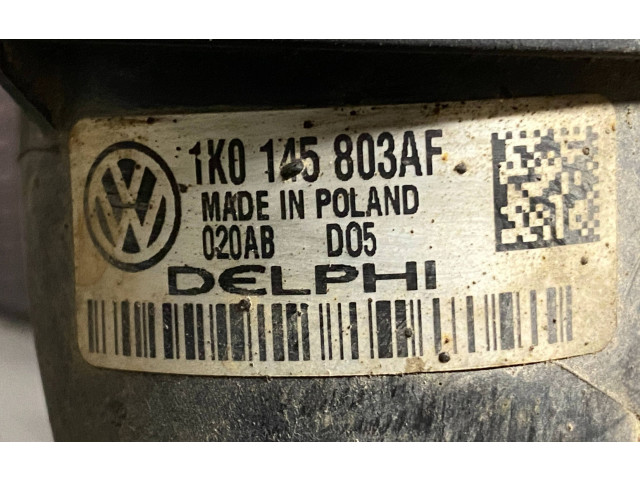 1K0 145 803AF
MADE IN POLAND
020AB D05
DELPHI